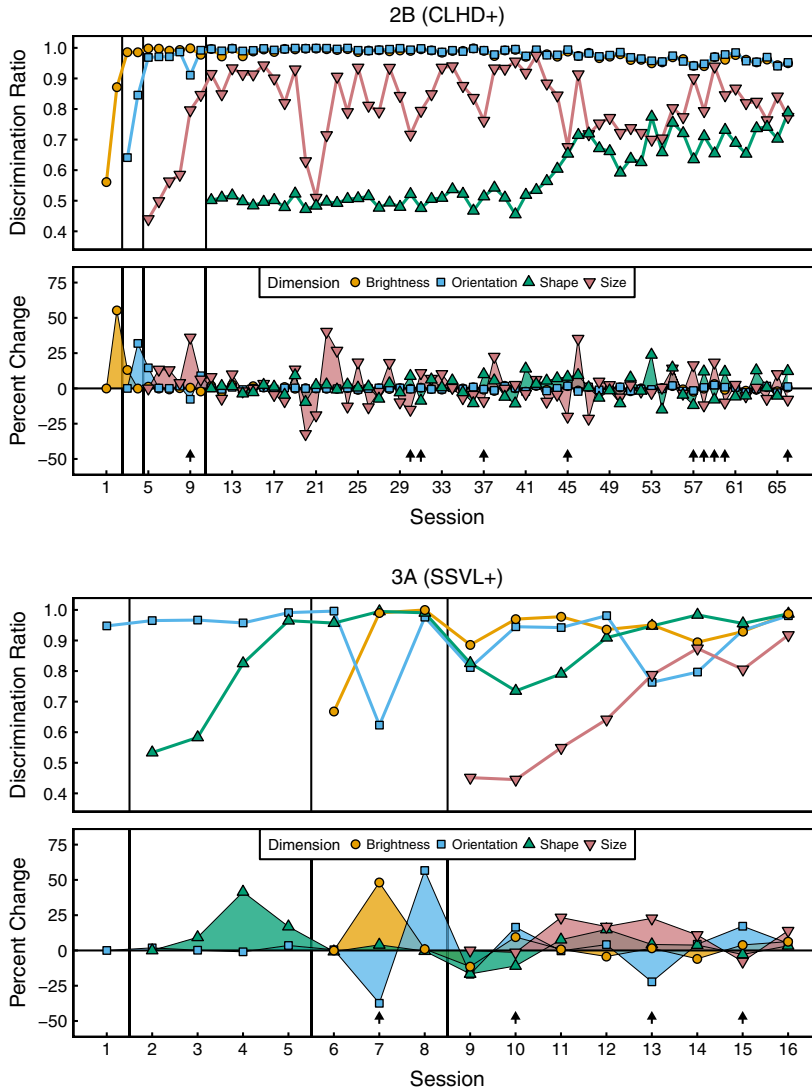 2B (CLHD+)
Discrimination Ratio
1.0
0.9
0.8
0.7
0.6
0.5
0.4
Percent Change
75
50
25
0
−25
−50
Dimension Brightness Orientation Shape Size
1 5 9 13 17 21 25 29 33 37 41 45 49 53 57 61 65
Session
3A (SSVL+)
Discrimination Ratio
1.0
0.9
0.8
0.7
0.6
0.5
0.4
Percent Change
75
50
25
0
−25
−50
Dimension Brightness Orientation Shape Size
1 2 3 4 5 6 7 8 9 10 11 12 13 14 15 16
Session